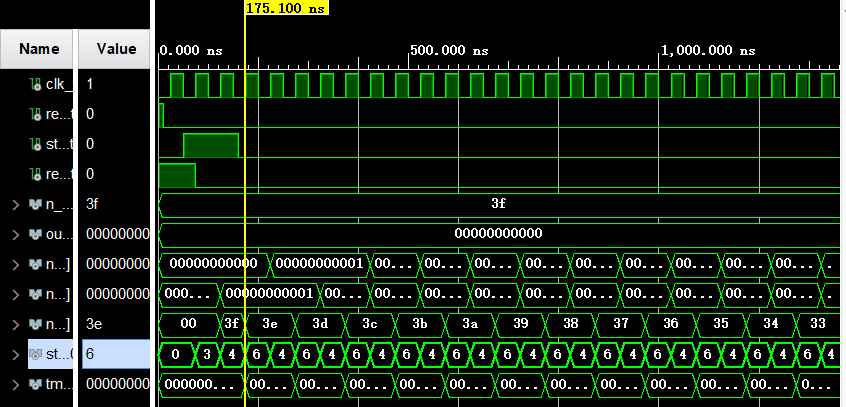 175.100 ns
Name Value 0.000 ns 500.000 ns 1,000.000 ns
clk_ 1
re...t 0
st...t 0
re...t 0
n_... 3f 3f
ou... 00000000 00000000000
n...] 00000000 00000000000 00000000001 00... 00... 00... 00... 00... 00... 00... 00... 00... .
n...] 00000000 000... 00000000001 00... 00... 00... 00... 00... 00... 00... 00... 00... 00...
n...] 3e 00 3f 3e 3d 3c 3b 3a 39 38 37 36 35 34 33
st...( 6 0 3 4 6 4 6 4 6 4 6 4 6 4 6 4 6 4 6 4 6 4 6 4 6 4 6 4
tm... 00000000 000000... 00... 00... 00... 00... 00... 00... 00... 00... 00... 00... 00... 0...